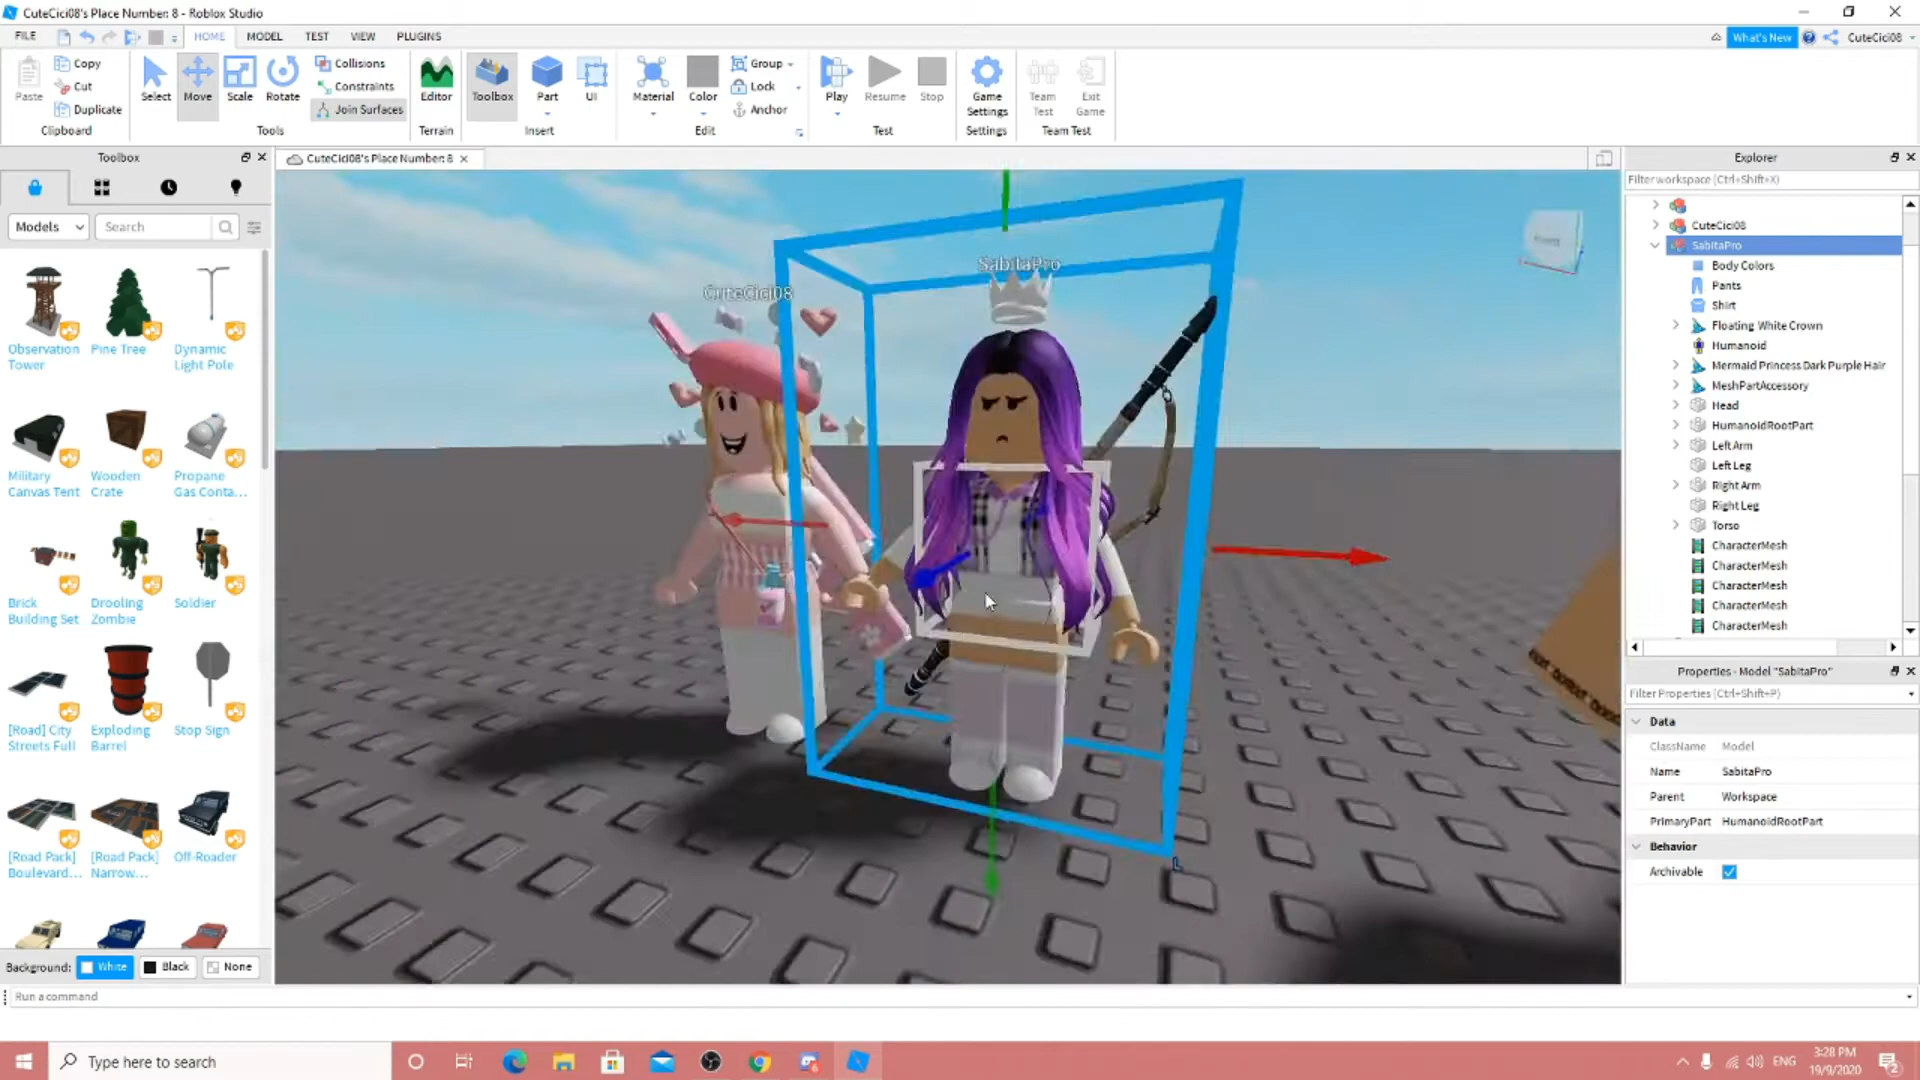 CuteCici08's Place Number: 8 - Roblox Studio
FILE
HOME
MODEL
TEST
VIEW
PLUGINS
What's New
CuteCici08
Paste
Copy
Cut
Duplicate
Clipboard
Select
Move
Scale
Rotate
Tools
Collisions
Constraints
Join Surfaces
Editor
Terrain
Toolbox
Part
UI
Insert
Material
Color
Group
Lock
Anchor
Edit
Play
Resume
Stop
Test
Game Settings
Settings
Team Test
Exit Game
Team Test
Toolbox
Models
Search
Observation Tower
Pine Tree
Dynamic Light Pole
Military Canvas Tent
Wooden Crate
Propane Gas Conta...
Brick Building Set
Drooling Zombie
Soldier
[Road] City Streets Full
Exploding Barrel
Stop Sign
[Road Pack] Boulevard...
[Road Pack] Narrow...
Off-Roader
Background:
White
Black
None
CuteCici08's Place Number: 8
CuteCici08
SabitaPro
Explorer
Filter workspace (Ctrl+Shift+X)
CuteCici08
SabitaPro
Body Colors
Pants
Shirt
Floating White Crown
Humanoid
Mermaid Princess Dark Purple Hair
MeshPartAccessory
Head
HumanoidRootPart
Left Arm
Left Leg
Right Arm
Right Leg
Torso
CharacterMesh
CharacterMesh
CharacterMesh
CharacterMesh
CharacterMesh
Properties - Model "SabitaPro"
Filter Properties (Ctrl+Shift+P)
Data
ClassName Model
Name SabitaPro
Parent Workspace
PrimaryPart HumanoidRootPart
Behavior
Archivable
Run a command
Type here to search
ENG
3:28 PM
19/9/2020
2